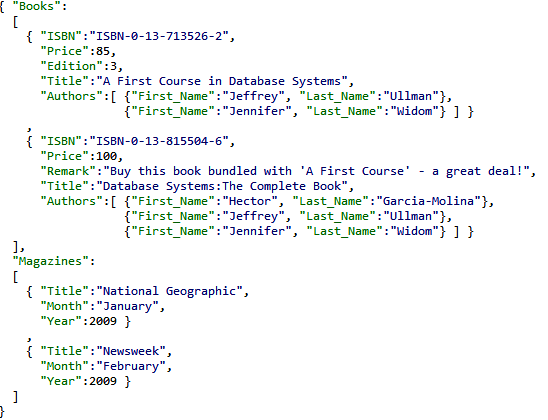 { "Books":
[
{ "ISBN":"ISBN-0-13-713526-2",
"Price":85,
"Edition":3,
"Title":"A First Course in Database Systems",
"Authors":[ {"First_Name":"Jeffrey", "Last_Name":"Ullman"},
{"First_Name":"Jennifer", "Last_Name":"Widom"} ] }
,
{ "ISBN":"ISBN-0-13-815504-6",
"Price":100,
"Remark":"Buy this book bundled with 'A First Course' - a great deal!",
"Title":"Database Systems:The Complete Book",
"Authors":[ {"First_Name":"Hector", "Last_Name":"Garcia-Molina"},
{"First_Name":"Jeffrey", "Last_Name":"Ullman"},
{"First_Name":"Jennifer", "Last_Name":"Widom"} ] }
],
"Magazines":
[
{ "Title":"National Geographic",
"Month":"January",
"Year":2009 }
,
{ "Title":"Newsweek",
"Month":"February",
"Year":2009 }
]
}